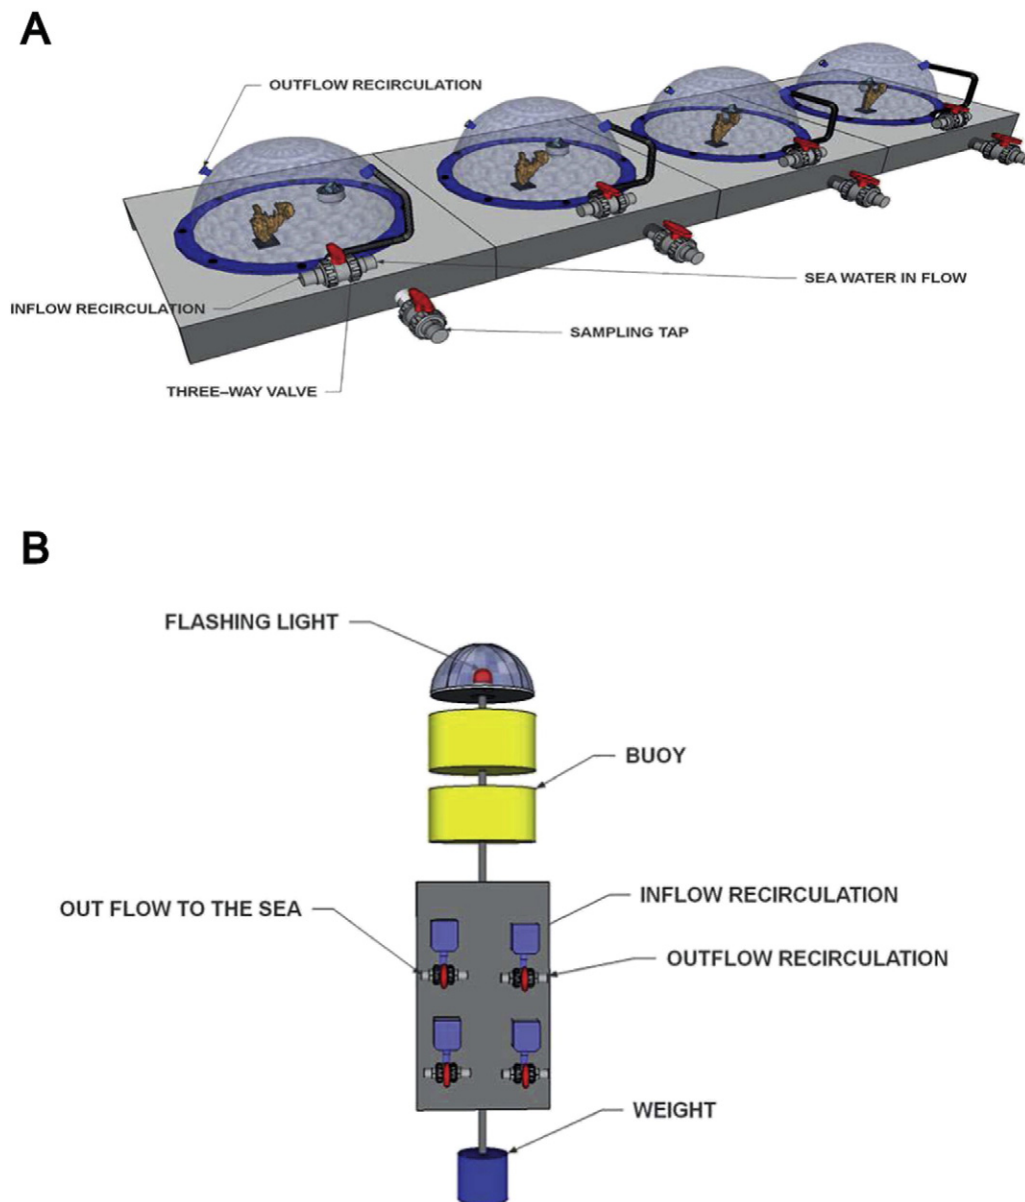 A
OUTFLOW RECIRCULATION
SEA WATER IN FLOW
INFLOW RECIRCULATION
SAMPLING TAP
THREE–WAY VALVE
B
FLASHING LIGHT
BUOY
INFLOW RECIRCULATION
OUT FLOW TO THE SEA
OUTFLOW RECIRCULATION
WEIGHT